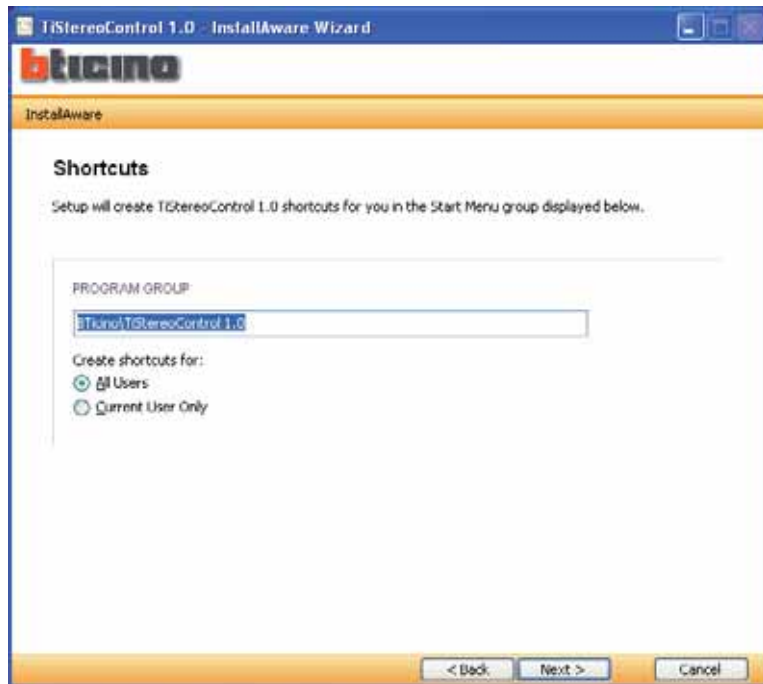 TiStereoControl 1.0 - InstallAware Wizard
bticino
InstallAware
Shortcuts
Setup will create TiStereoControl 1.0 shortcuts for you in the Start Menu group displayed below.
PROGRAM GROUP
BTicino\TiStereoControl 1.0
Create shortcuts for:
All Users
Current User Only
< Back Next > Cancel